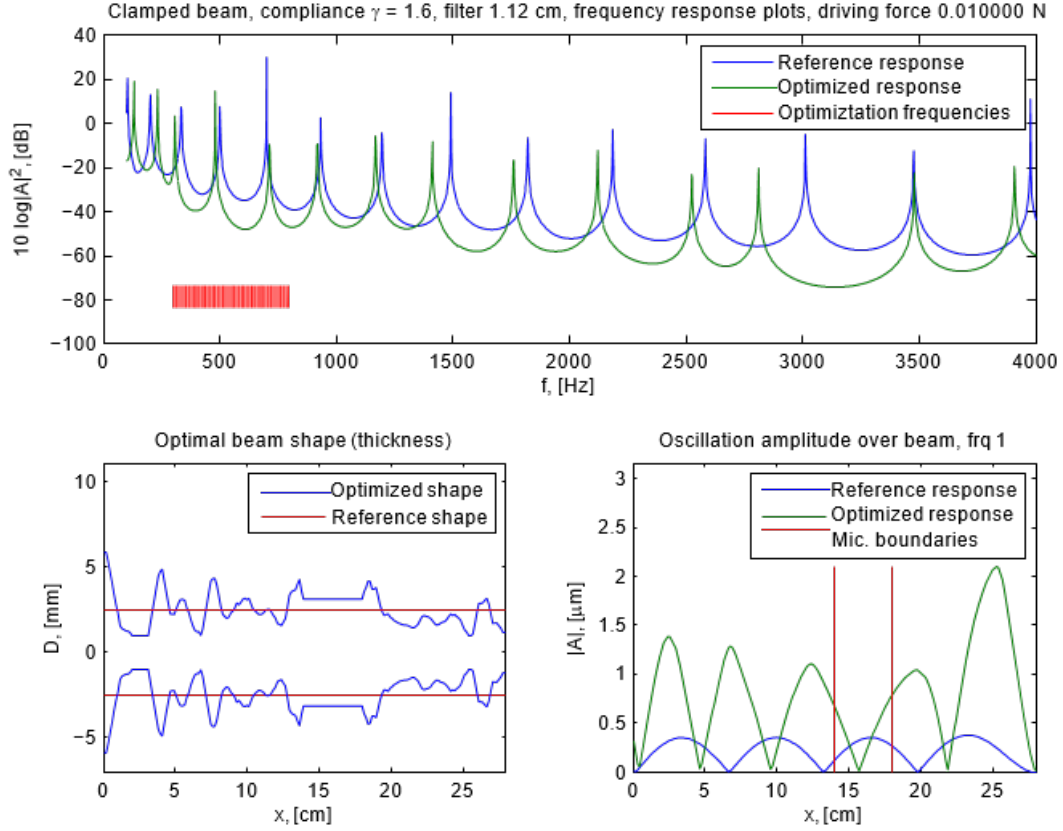 Clamped beam, compliance γ = 1.6, filter 1.12 cm, frequency response plots, driving force 0.010000 N
40
20
0
−20
−40
−60
−80
−100
10 log|A|², [dB]
Reference response
Optimized response
Optimiztation frequencies
0 500 1000 1500 2000 2500 3000 3500 4000
f, [Hz]
Optimal beam shape (thickness)
10
5
0
−5
D, [mm]
Optimized shape
Reference shape
0 5 10 15 20 25
x, [cm]
Oscillation amplitude over beam, frq 1
3
2.5
2
1.5
1
0.5
0
|A|, [μm]
Reference response
Optimized response
Mic. boundaries
0 5 10 15 20 25
x, [cm]